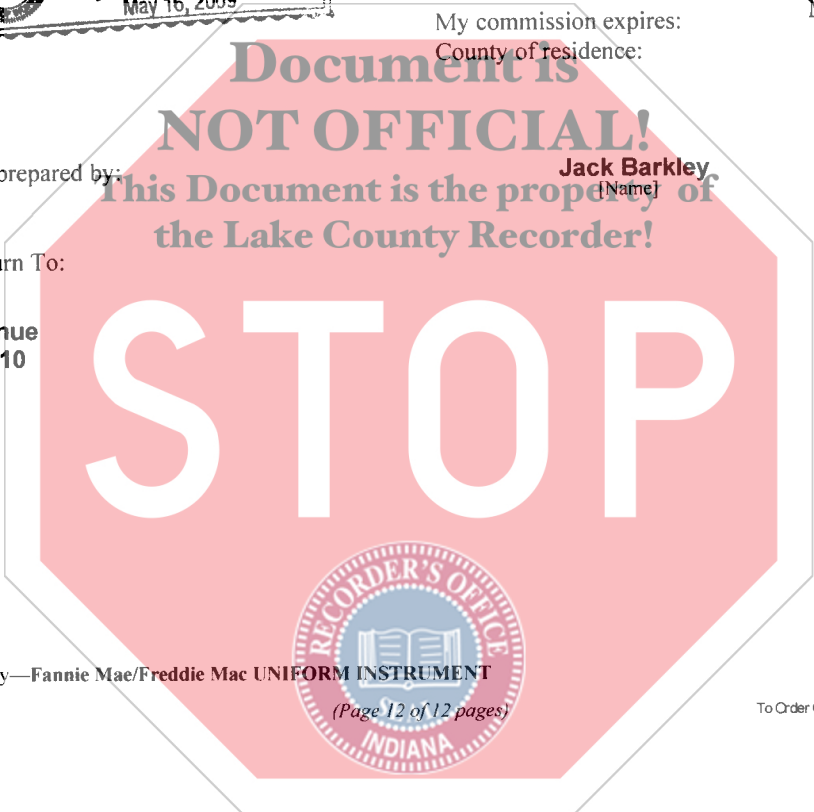 May 16, 2009
My commission expires:
County of residence:
Document is
NOT OFFICIAL!
prepared by:
Jack Barkley
[Name]
This Document is the property of
the Lake County Recorder!
rn To:
nue
10
STOP
RECORDER'S OFFICE
y—Fannie Mae/Freddie Mac UNIFORM INSTRUMENT
(Page 12 of 12 pages)
INDIANA
To Order